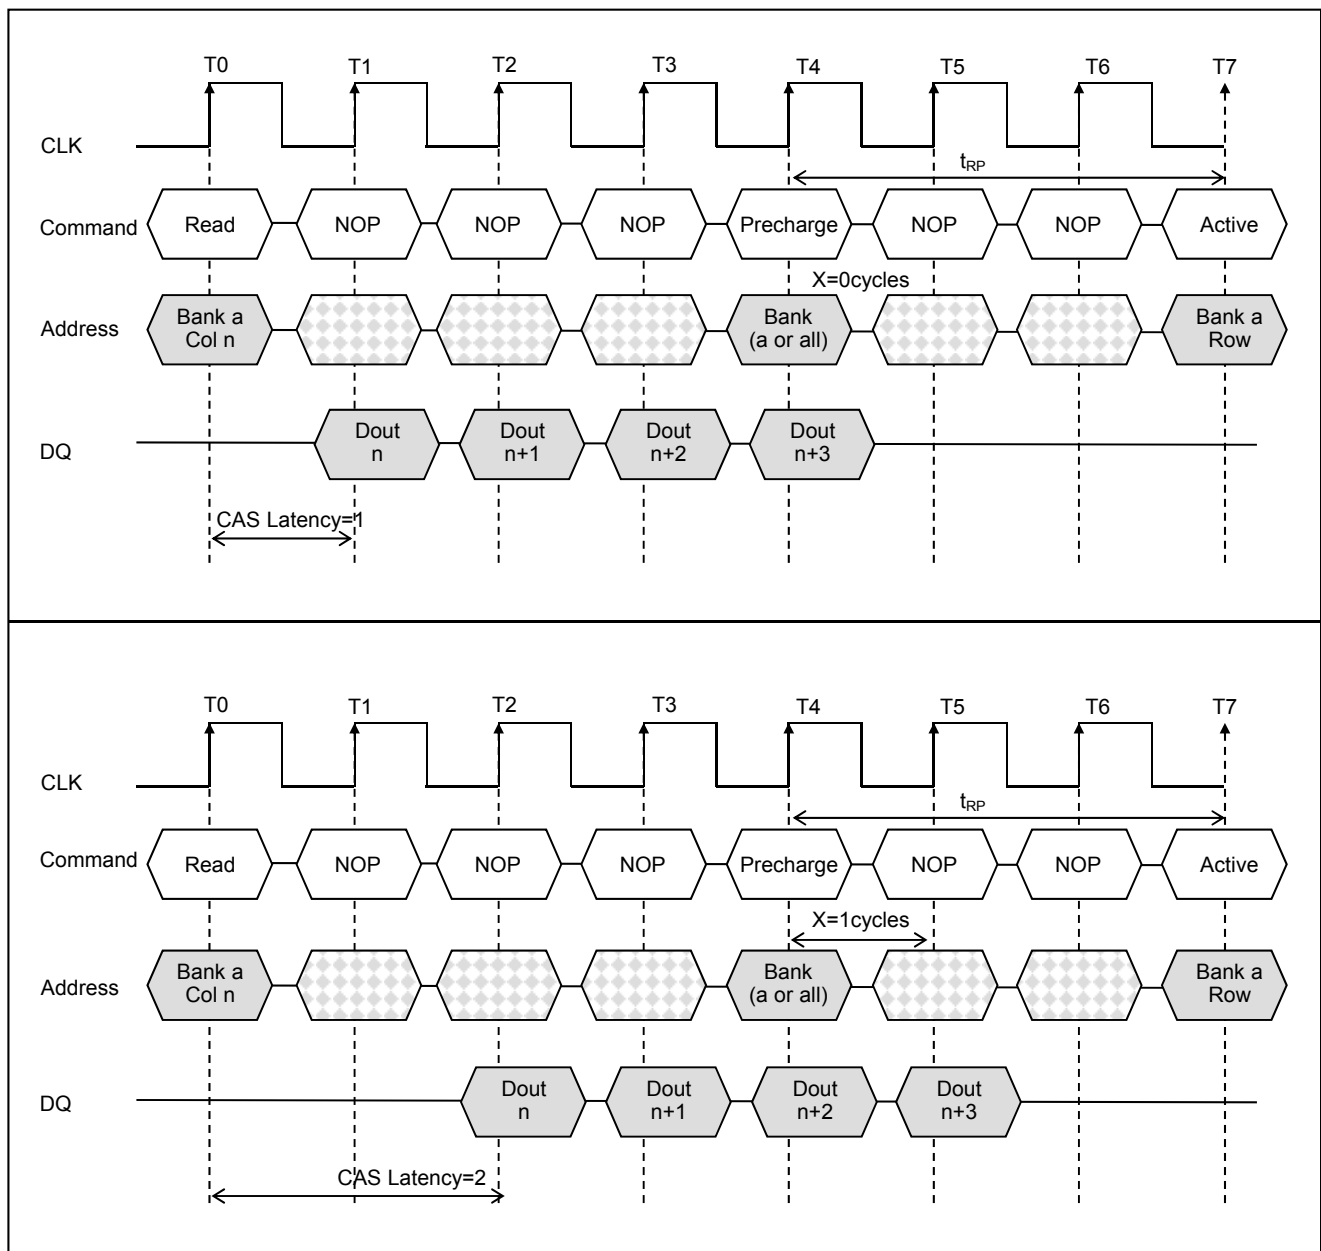 T0 T1 T2 T3 T4 T5 T6 T7
CLK
tRP
Command Read NOP NOP NOP Precharge NOP NOP Active
X=0cycles
Address Bank a Bank Bank a
Col n (a or all) Row
DQ Dout Dout Dout Dout
n n+1 n+2 n+3
CAS Latency=1
T0 T1 T2 T3 T4 T5 T6 T7
CLK
tRP
Command Read NOP NOP NOP Precharge NOP NOP Active
X=1cycles
Address Bank a Bank Bank a
Col n (a or all) Row
DQ Dout Dout Dout Dout
n n+1 n+2 n+3
CAS Latency=2